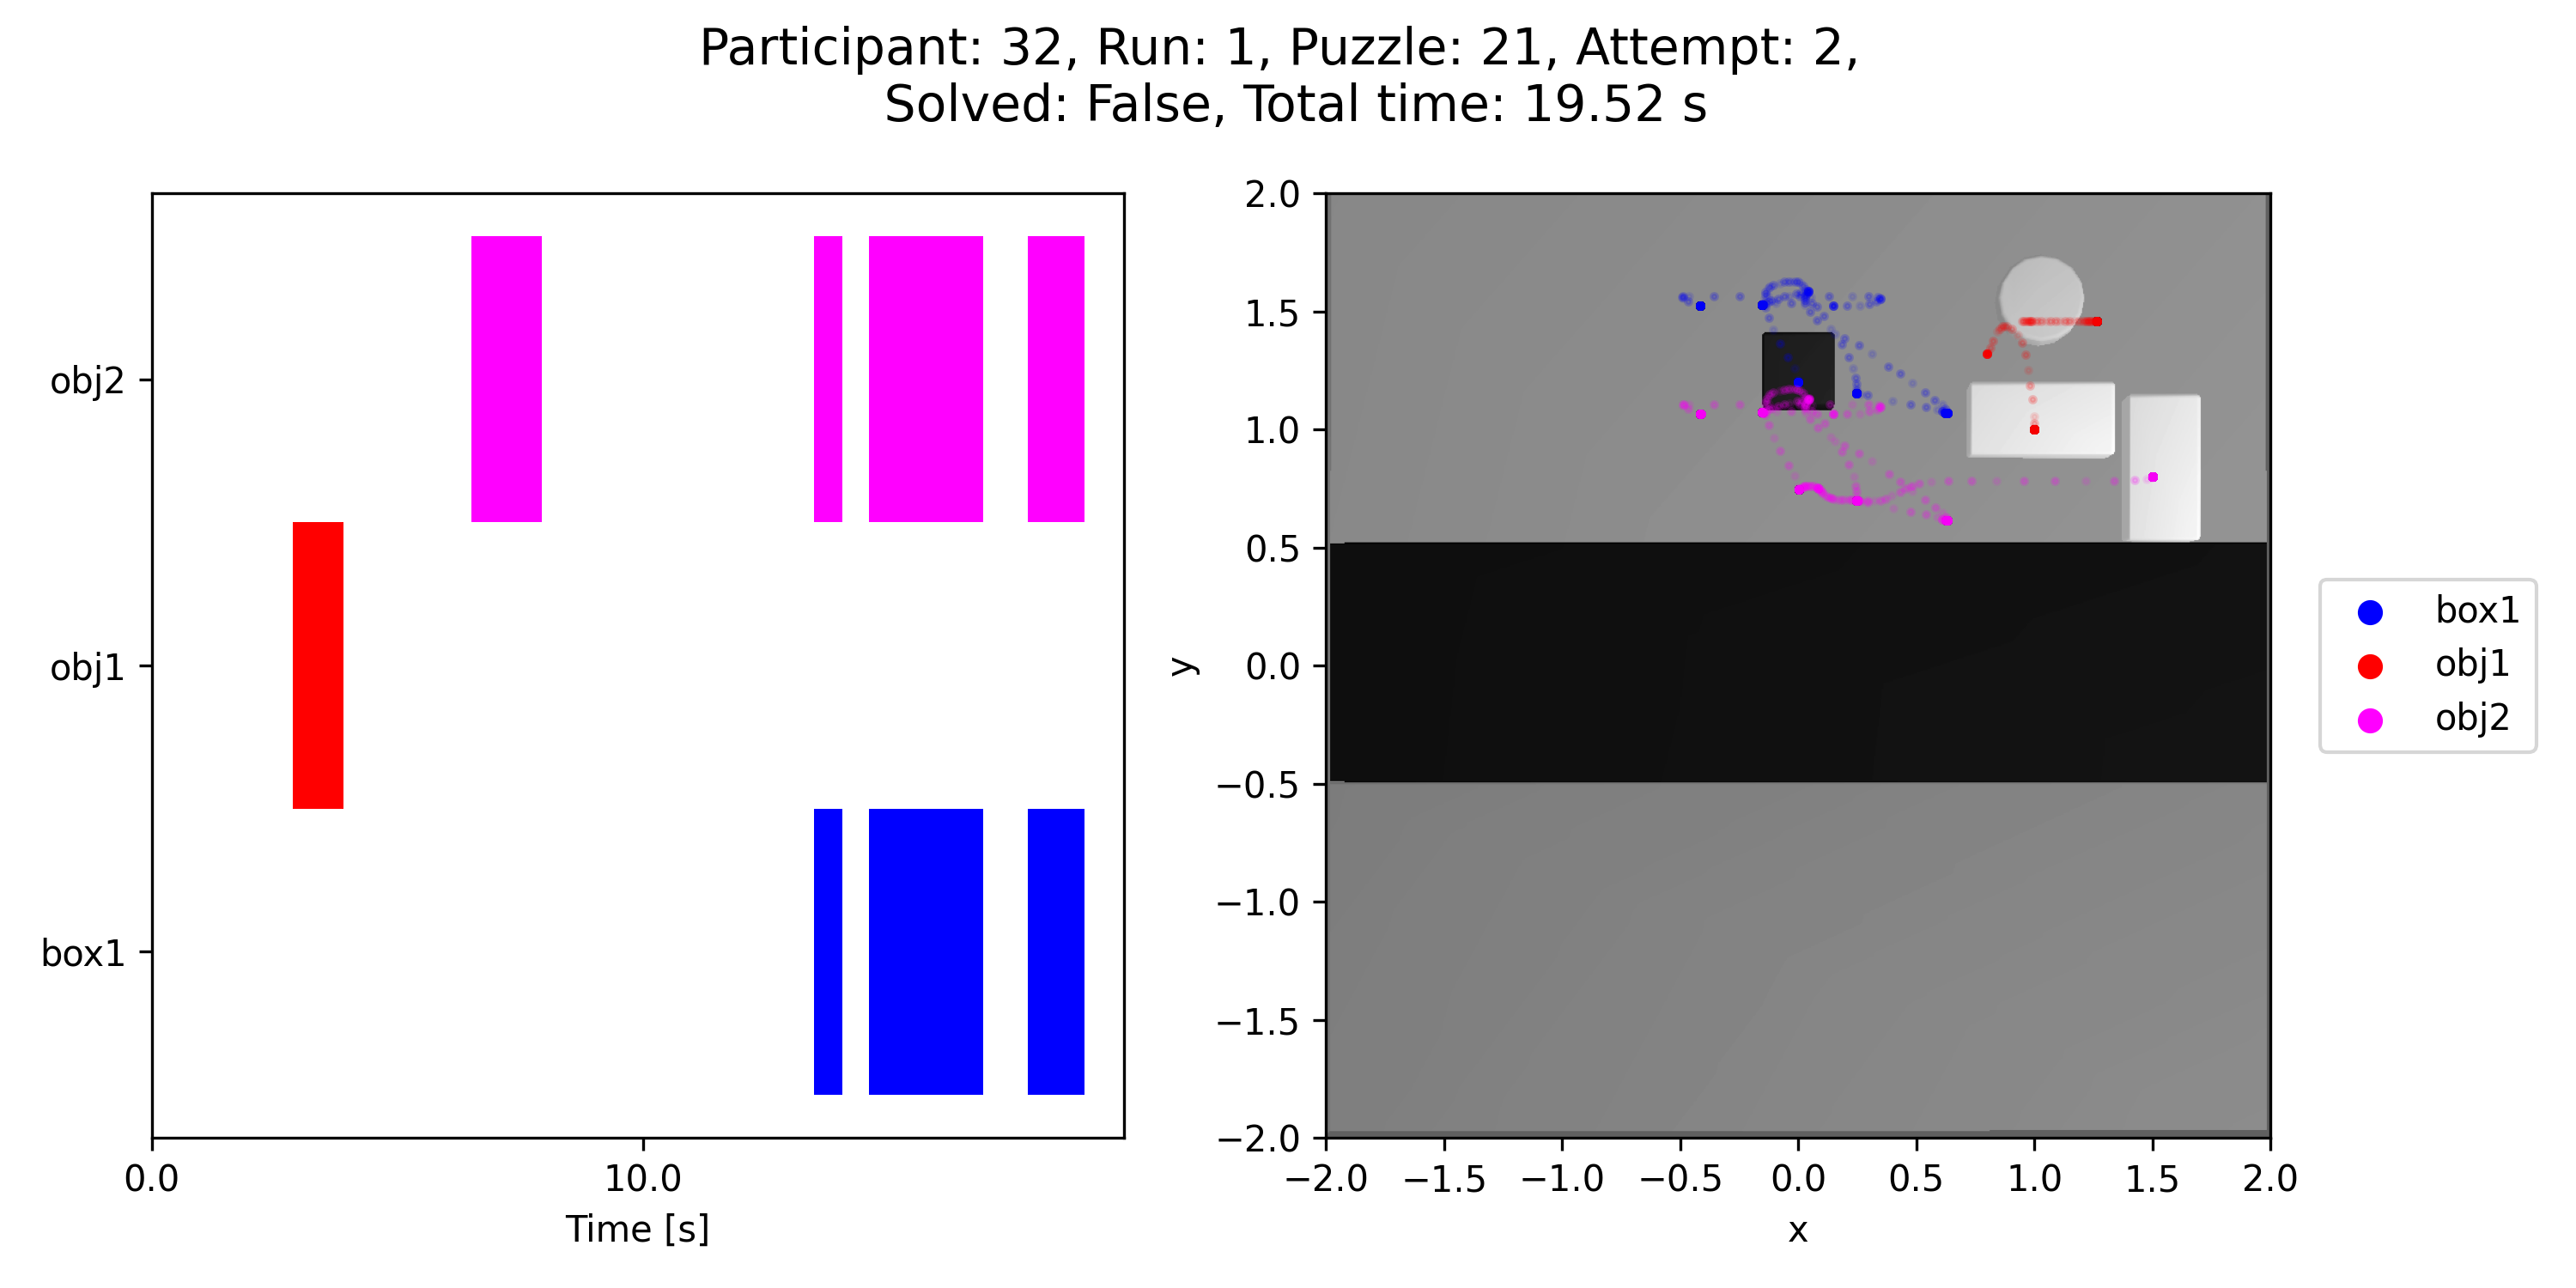 Participant: 32, Run: 1, Puzzle: 21, Attempt: 2,
Solved: False, Total time: 19.52 s
obj2
obj1
box1
0.0
10.0
Time [s]
2.0
1.5
1.0
0.5
0.0
−0.5
−1.0
−1.5
−2.0
y
−2.0
−1.5
−1.0
−0.5
0.0
0.5
1.0
1.5
2.0
x
box1
obj1
obj2